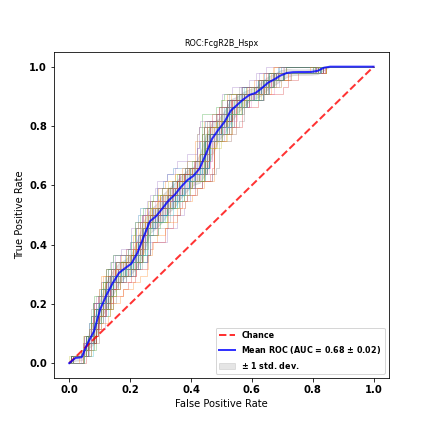 ROC:FcgR2B_Hspx
1.0
0.8
0.6
0.4
0.2
0.0
True Positive Rate
0.0 0.2 0.4 0.6 0.8 1.0
False Positive Rate
Chance
Mean ROC (AUC = 0.68 ± 0.02)
± 1 std. dev.